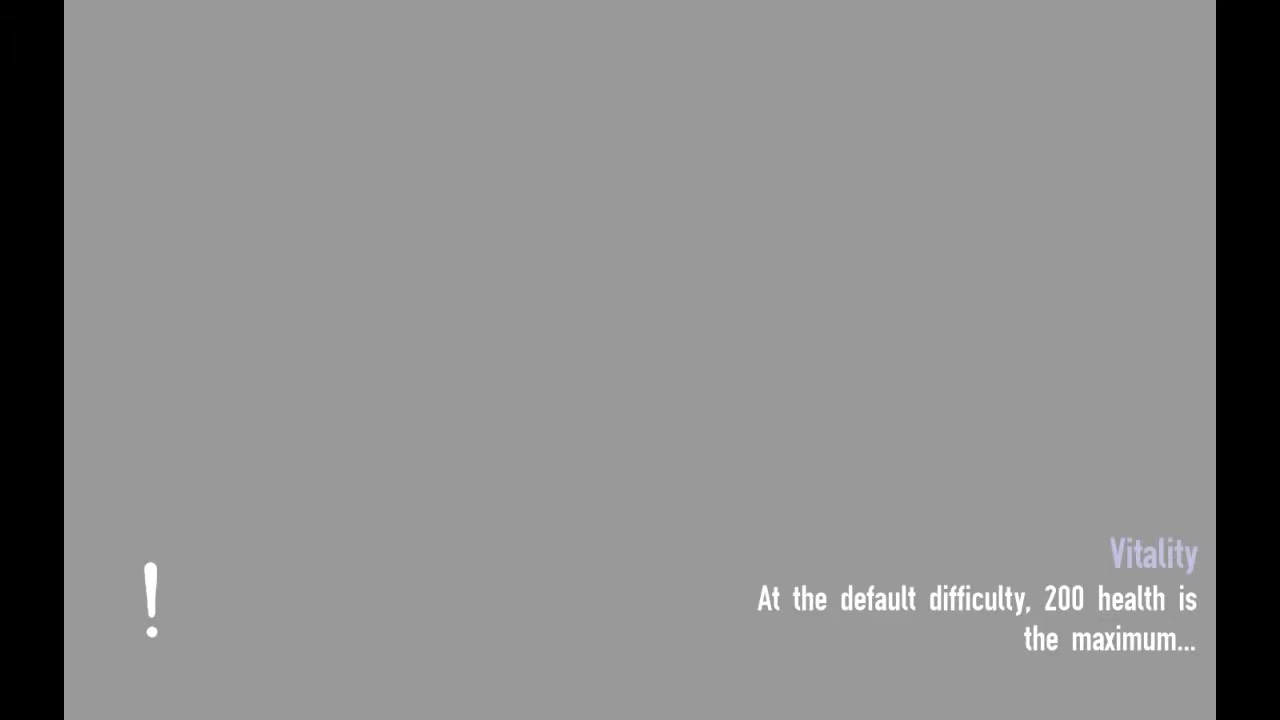 Vitality
At the default difficulty, 200 health is
the maximum...
!